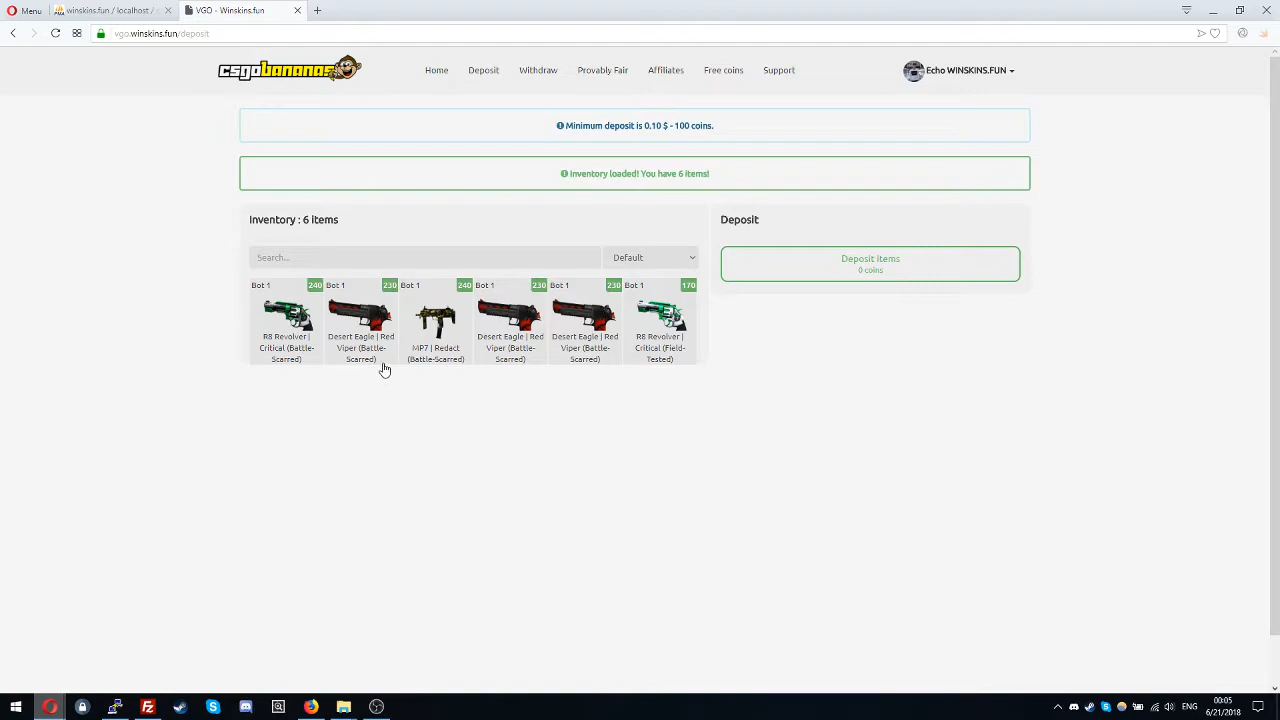 Menu
winskins.fun / localhost /
VGO - Winskins.fun
vgo.winskins.fun/deposit
csgobananas
Home
Deposit
Withdraw
Provably Fair
Affiliates
Free coins
Support
Echo WINSKINS.FUN
Minimum deposit is 0.10 $ - 100 coins.
Inventory loaded! You have 6 items!
Inventory : 6 items
Search...
Default
Bot 1 240
R8 Revolver |
Critical (Battle-
Scarred)
Bot 1 230
Desert Eagle | Red
Viper (Battle-
Scarred)
Bot 1 240
MP7 | Redact
(Battle-Scarred)
Bot 1 230
Desert Eagle | Red
Viper (Battle-
Scarred)
Bot 1 230
Desert Eagle | Red
Viper (Battle-
Scarred)
Bot 1 170
R8 Revolver |
Critical (Field-
Tested)
Deposit
Deposit items
0 coins
ENG
00:05
6/21/2018